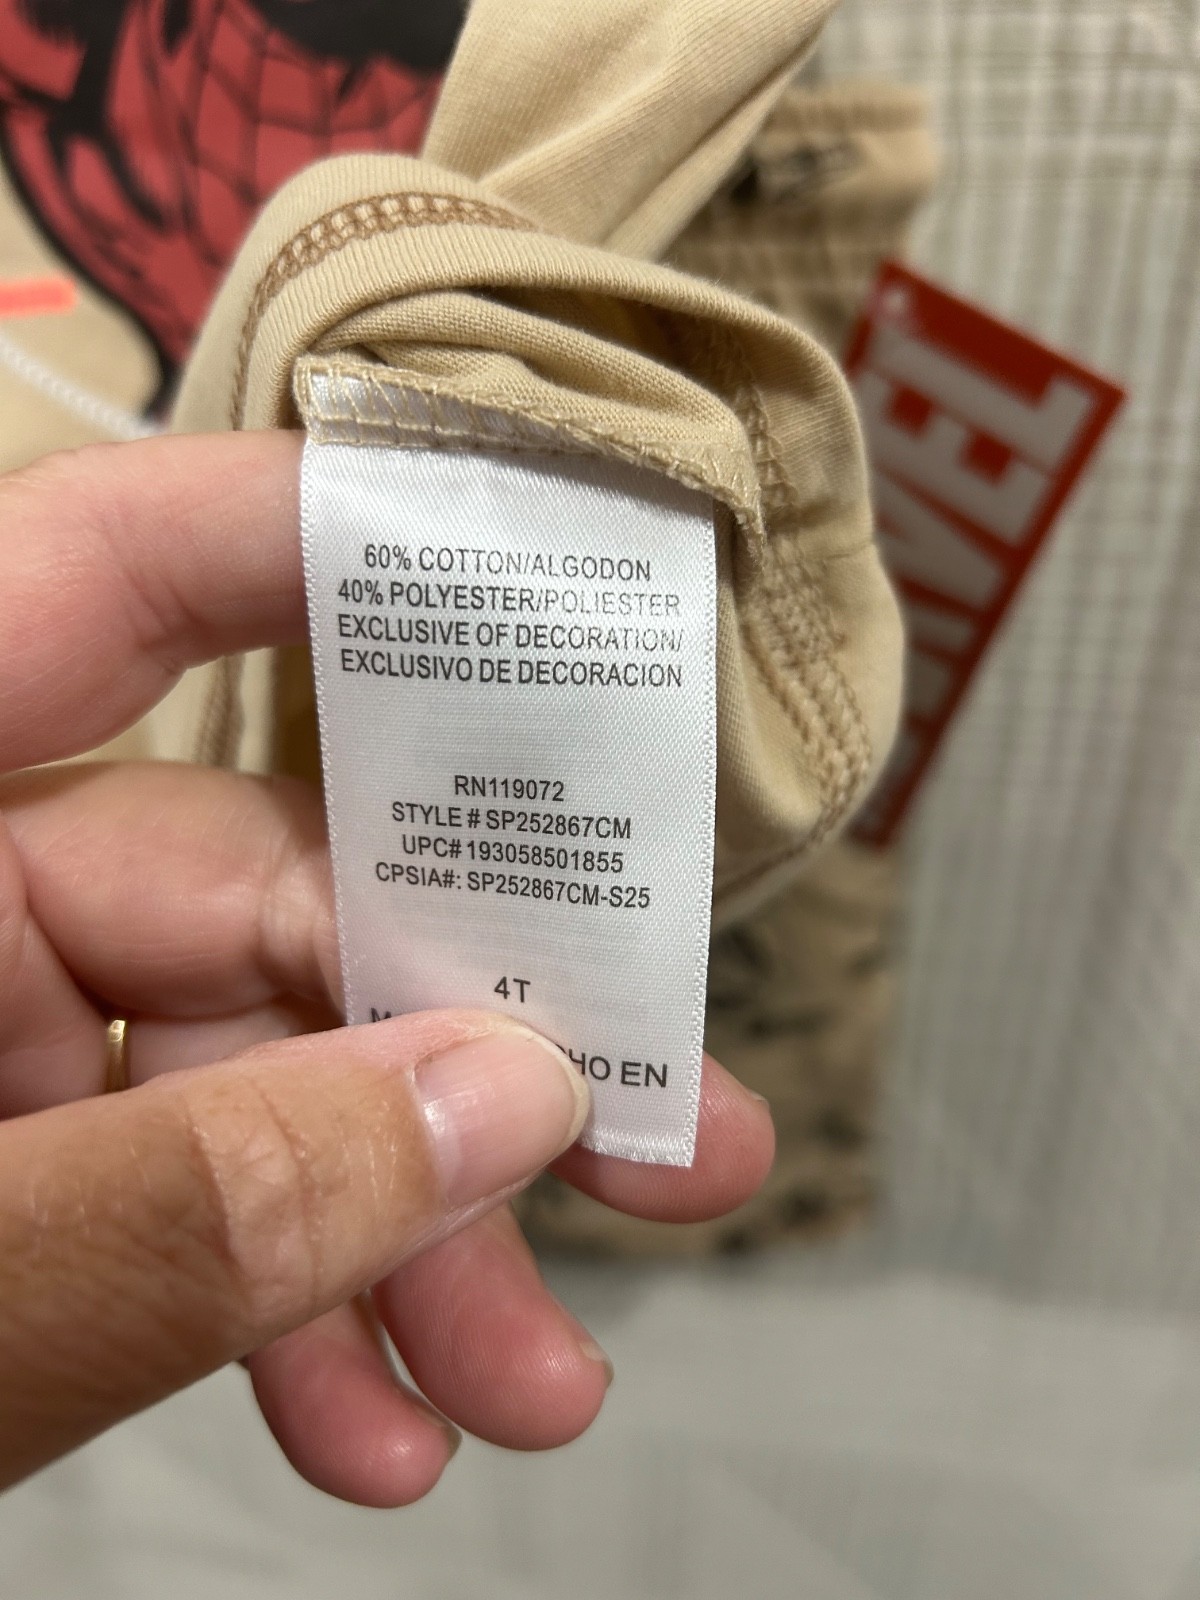 60% COTTON/ALGODON
40% POLYESTER/POLIESTER
EXCLUSIVE OF DECORATION/
EXCLUSIVO DE DECORACION
RN119072
STYLE # SP252867CM
UPC# 193058501855
CPSIA#: SP252867CM-S25
4T
EN
MARVEL